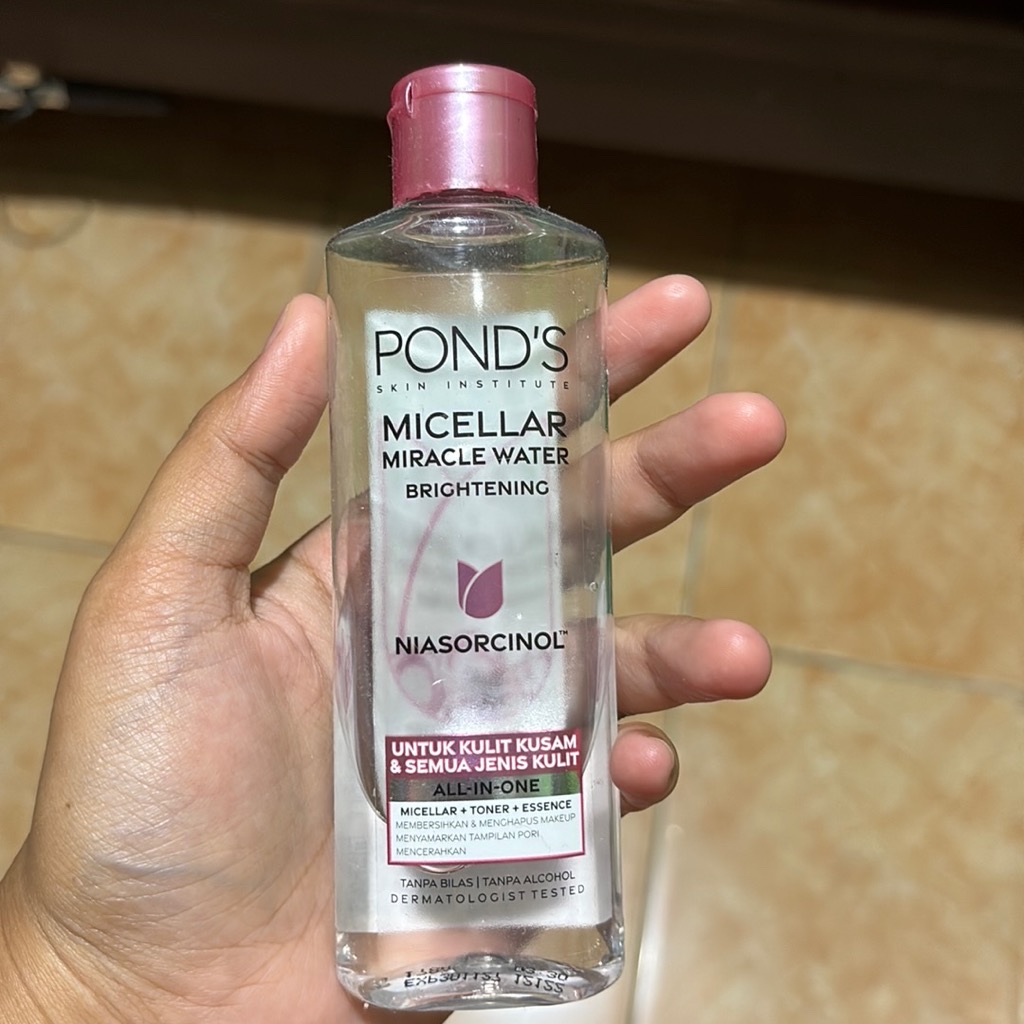 POND'S
SKIN INSTITUTE
MICELLAR
MIRACLE WATER
BRIGHTENING
NIASORCINOL™
UNTUK KULIT KUSAM
& SEMUA JENIS KULIT
ALL-IN-ONE
MICELLAR + TONER + ESSENCE
MEMBERSIHKAN & MENGHAPUS MAKEUP
MENYAMARKAN TAMPILAN PORI
MENCERAHKAN
TANPA BILAS | TANPA ALCOHOL
DERMATOLOGIST TESTED